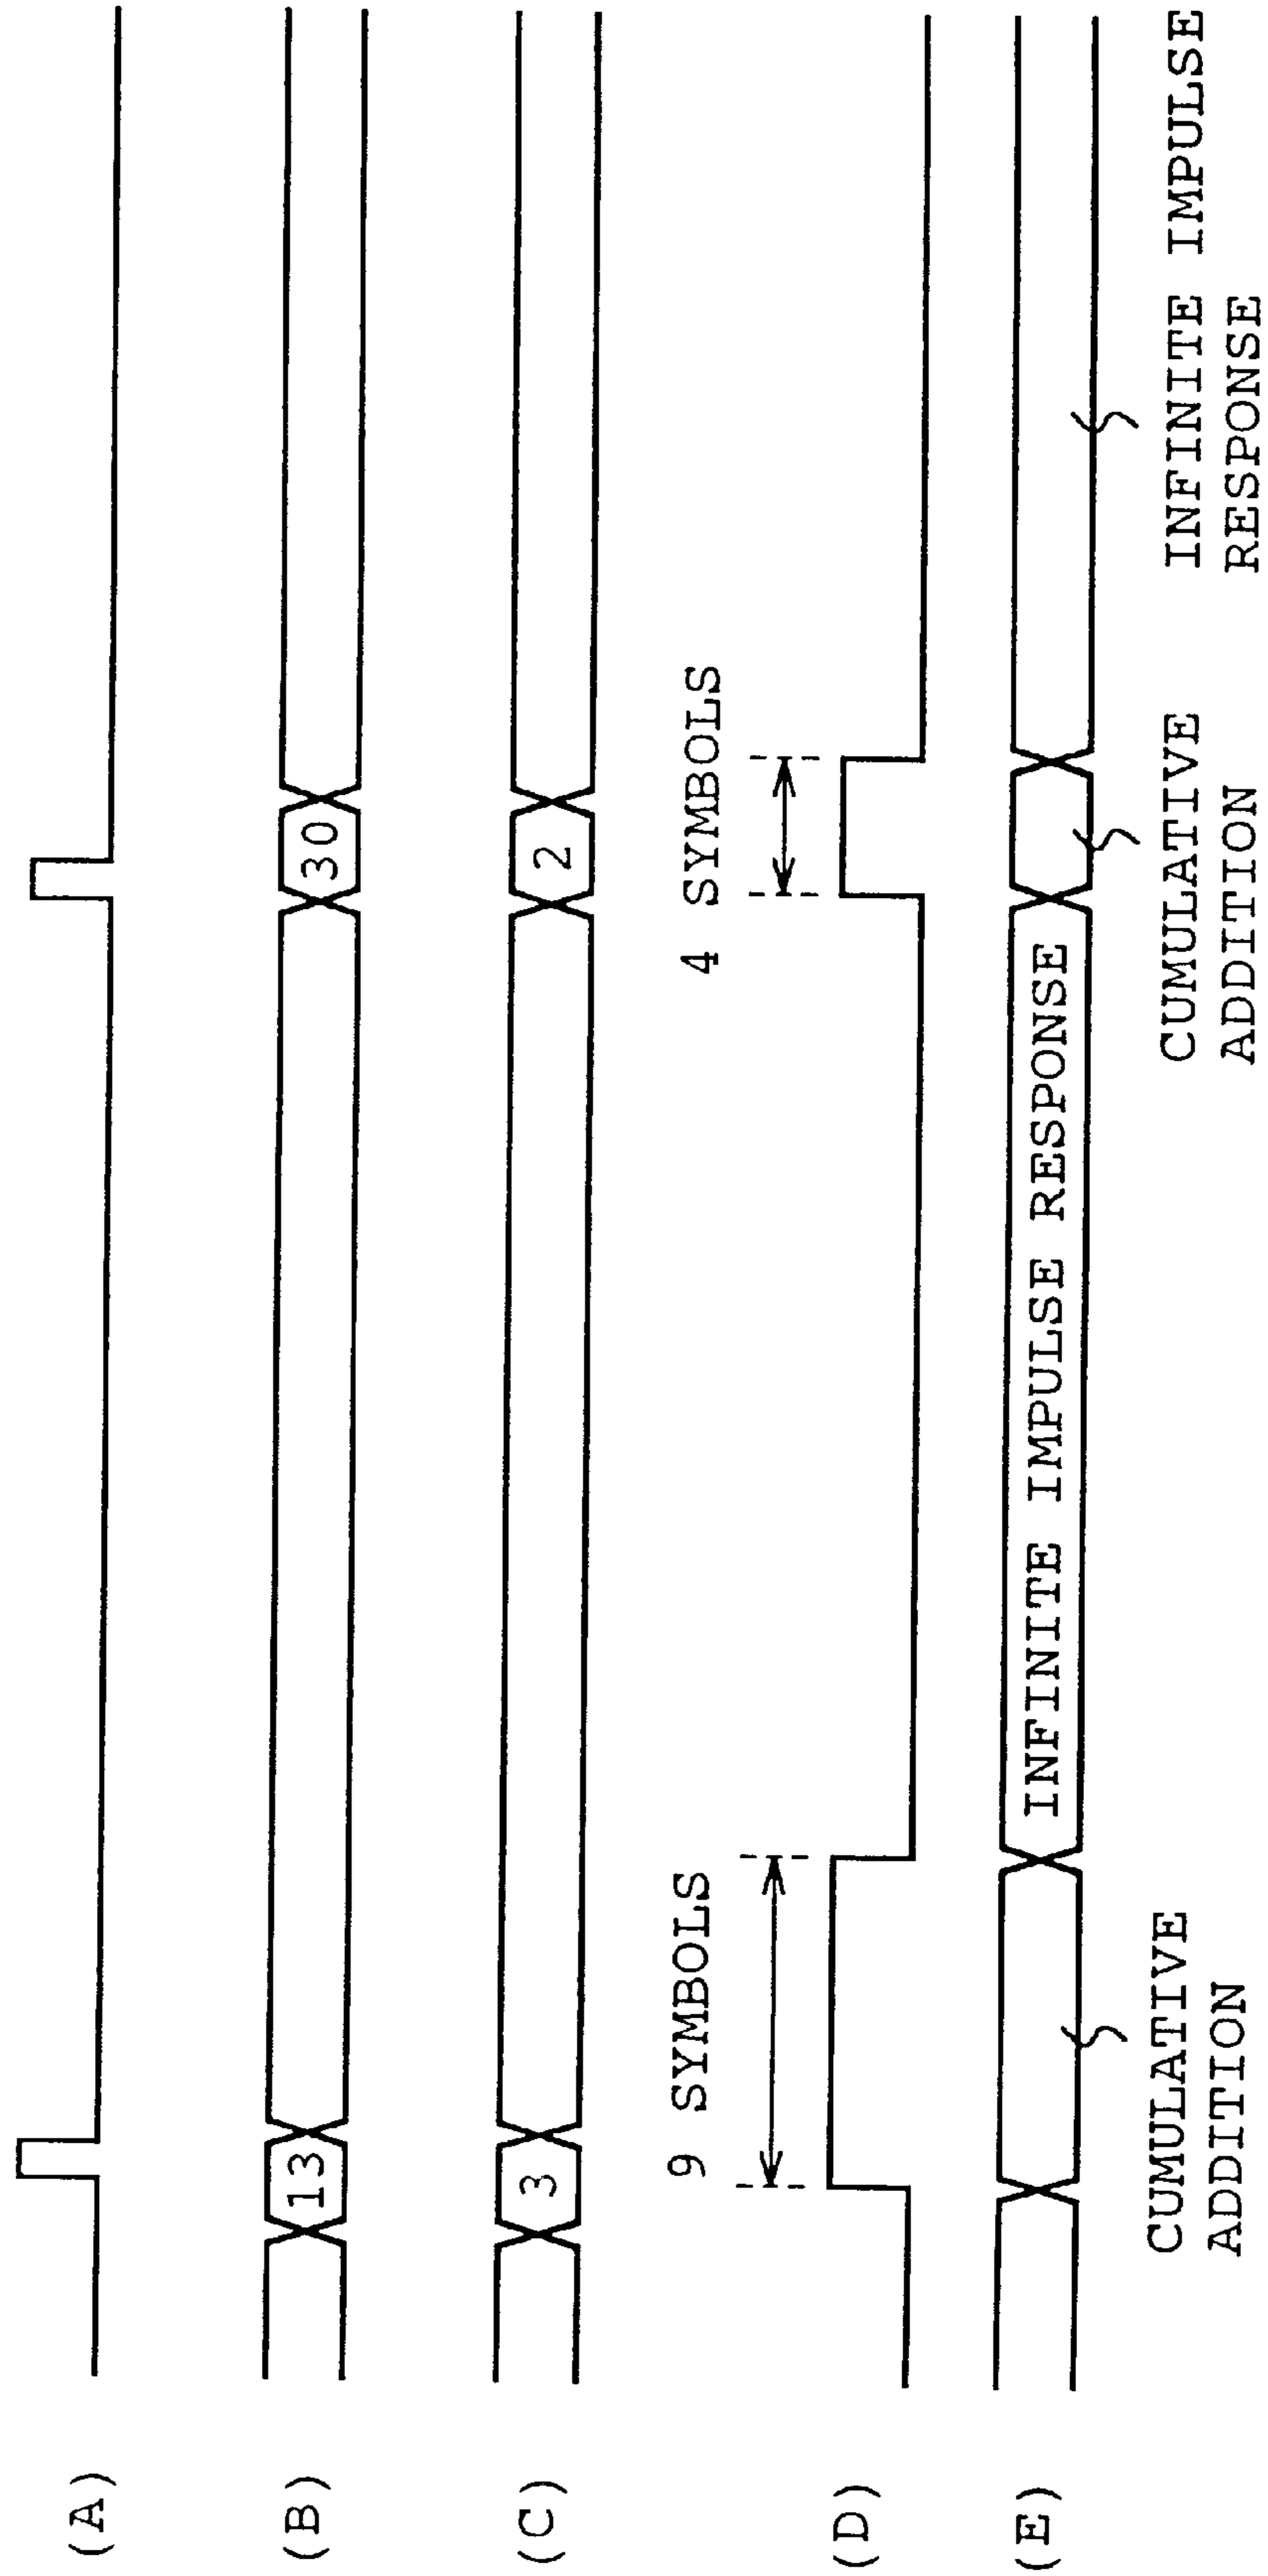 (A)
(B)
13
30
(C)
3
2
9 SYMBOLS
4 SYMBOLS
(D)
(E)
INFINITE IMPULSE RESPONSE
CUMULATIVE
ADDITION
CUMULATIVE
ADDITION
INFINITE IMPULSE
RESPONSE